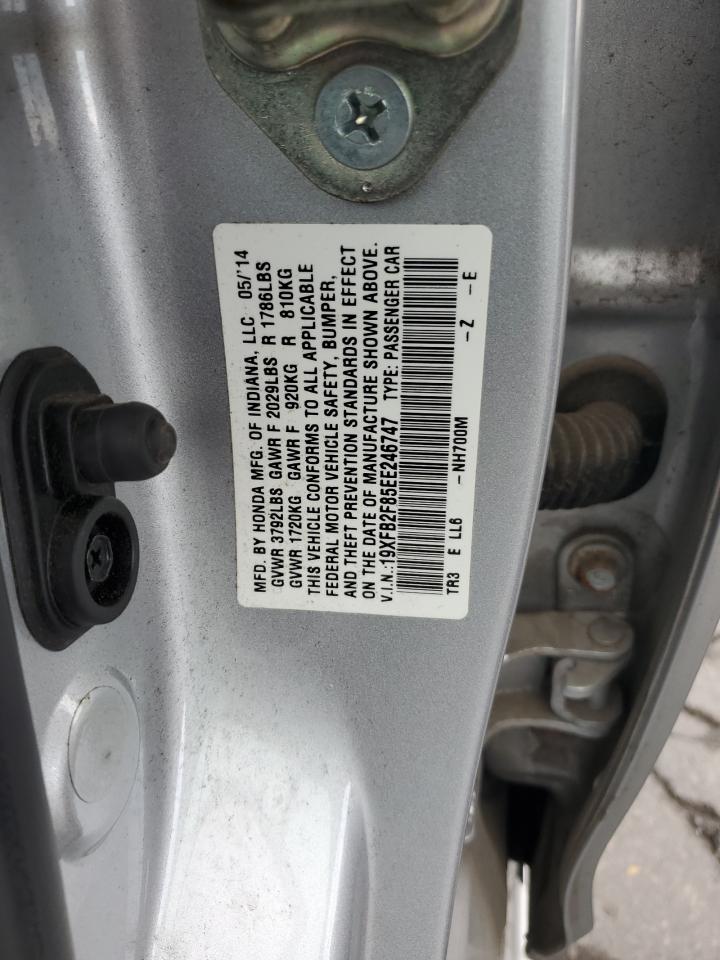 MFD. BY HONDA MFG. OF INDIANA, LLC 05/'14
GVWR 3792LBS GAWR F 2029LBS R 1786LBS
GVWR 1720KG GAWR F 920KG R 810KG
THIS VEHICLE CONFORMS TO ALL APPLICABLE
FEDERAL MOTOR VEHICLE SAFETY, BUMPER,
AND THEFT PREVENTION STANDARDS IN EFFECT
ON THE DATE OF MANUFACTURE SHOWN ABOVE.
V.I.N.:19XFB2F85EE246747 TYPE: PASSENGER CAR
TR3 E LL6 -NH700M -Z -E